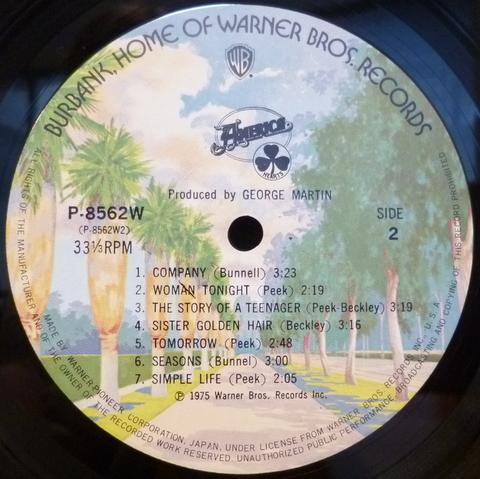 BURBANK, HOME OF WARNER BROS. RECORDS
WB
America
HEARTS
Produced by GEORGE MARTIN
P-8562W
(P-8562W2)
33⅓RPM
SIDE
2
1. COMPANY (Bunnell) 3:23
2. WOMAN TONIGHT (Peek) 2:19
3. THE STORY OF A TEENAGER (Peek-Beckley) 3:19
4. SISTER GOLDEN HAIR (Beckley) 3:16
5. TOMORROW (Peek) 2:48
6. SEASONS (Bunnel) 3:00
7. SIMPLE LIFE (Peek) 2:05
Ⓟ 1975 Warner Bros. Records Inc.
MADE BY WARNER-PIONEER CORPORATION, JAPAN, UNDER LICENSE FROM WARNER BROS. RECORDS INC., U.S.A.
ALL RIGHTS OF THE MANUFACTURER AND OF THE OWNER OF THE RECORDED WORK RESERVED. UNAUTHORIZED PUBLIC PERFORMANCE, BROADCASTING AND COPYING OF THIS RECORD PROHIBITED